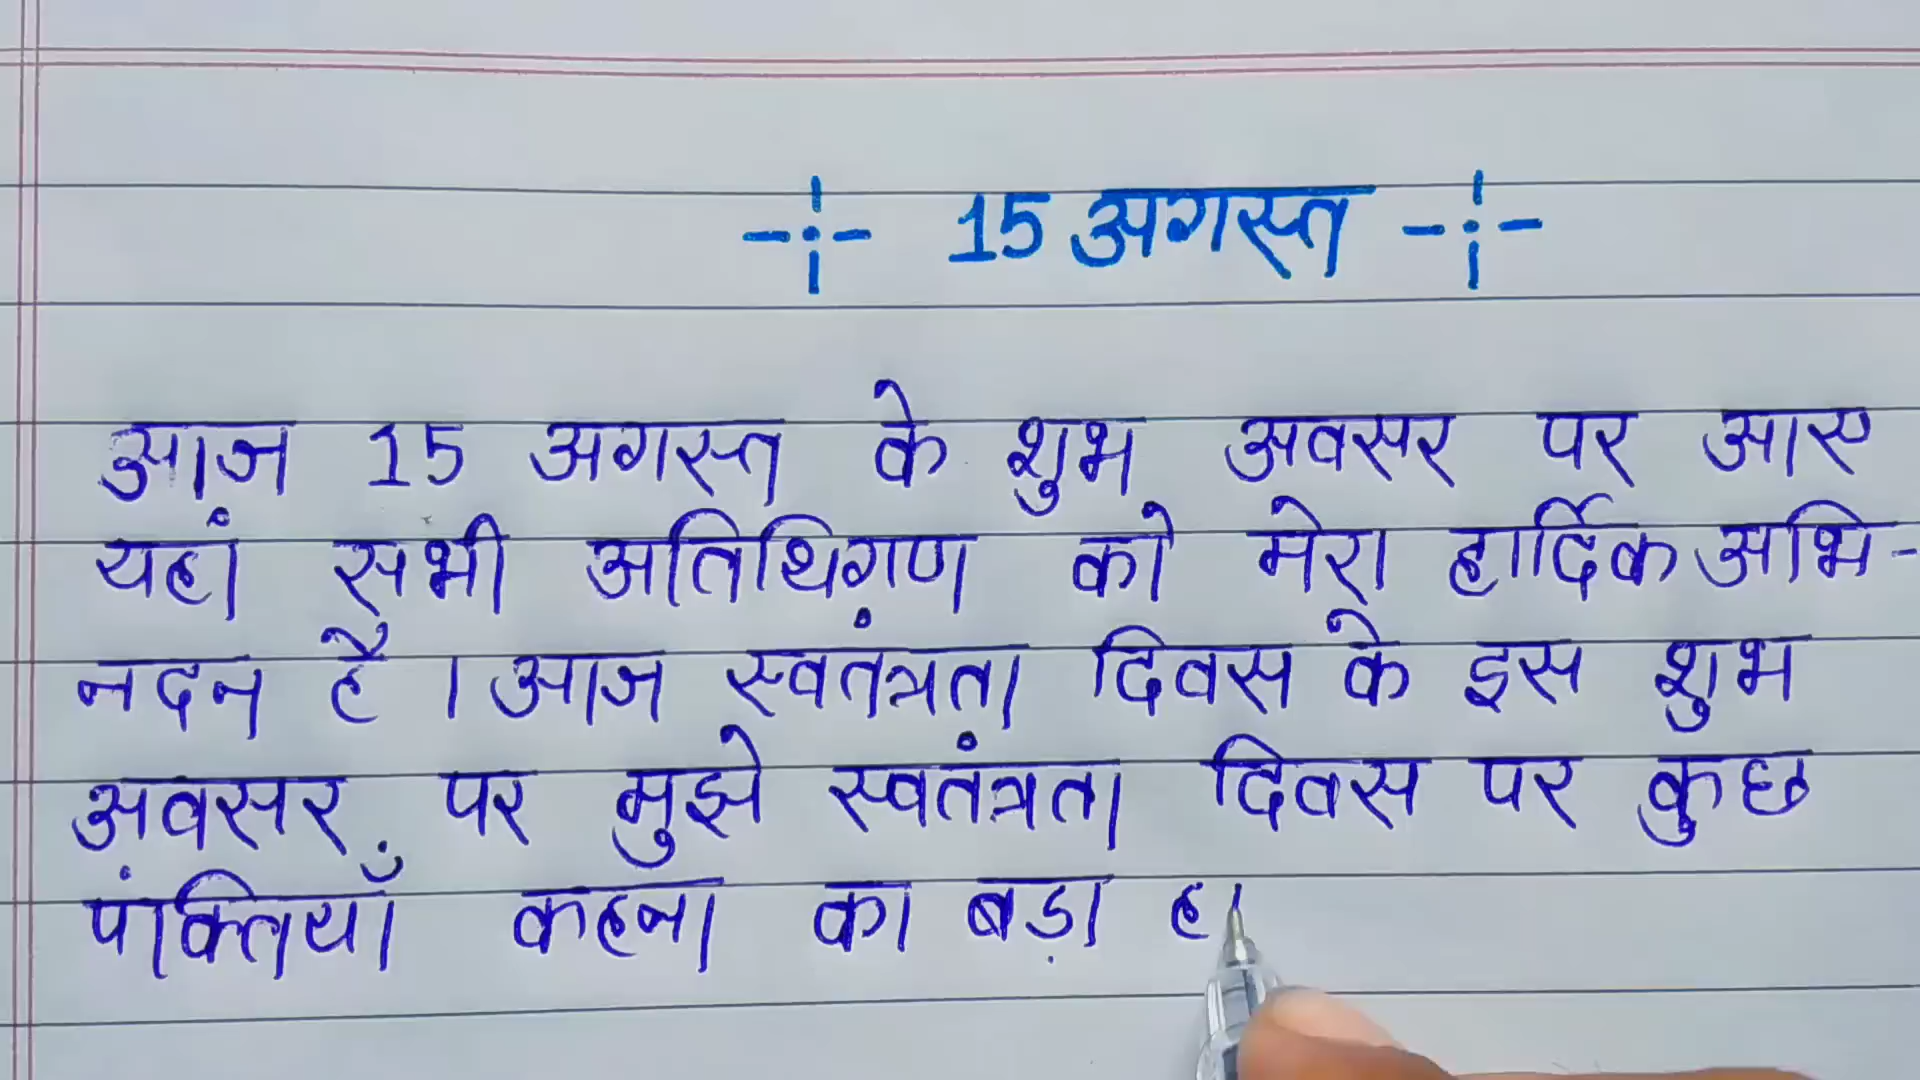 15 अगस्त
आज 15 अगस्त के शुभ अवसर पर आए
यहां सभी अतिथिगण को मेरा हार्दिक अभि-
नदन है । आज स्वतंत्रता दिवस के इस शुभ
अवसर पर मुझे स्वतंत्रता दिवस पर कुछ
पंक्तियाँ कहना का बड़ा हा